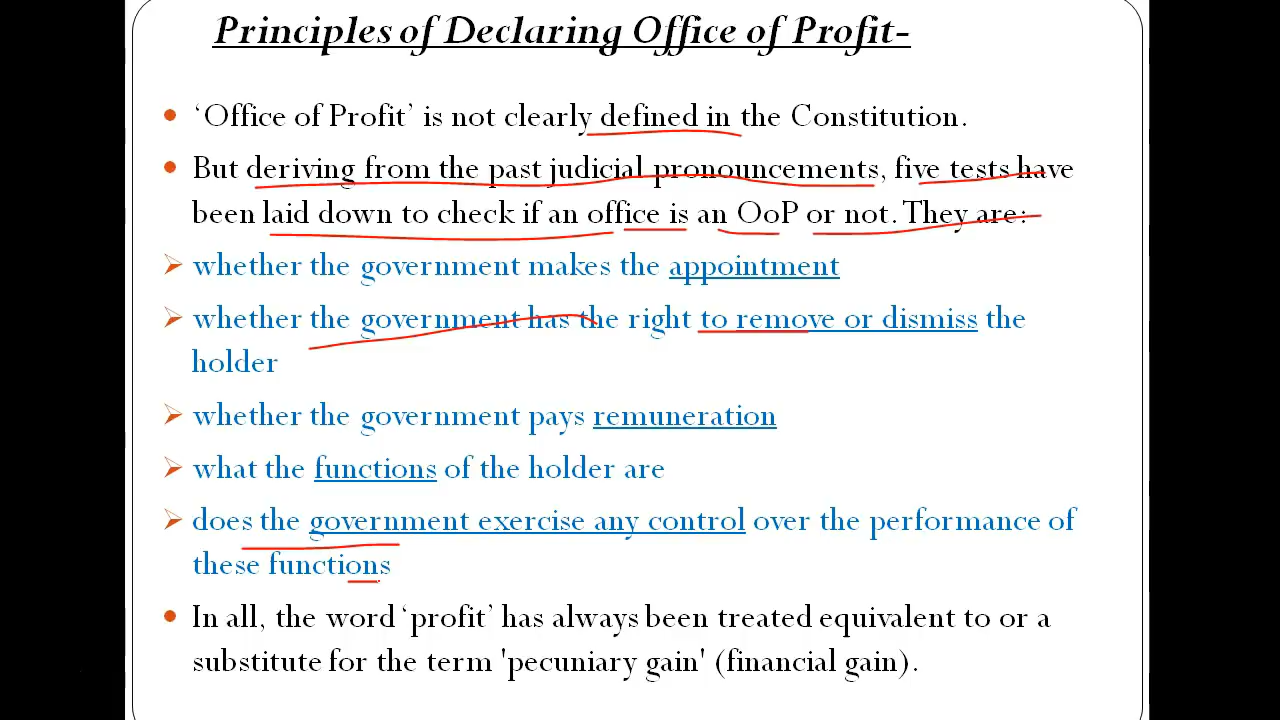 Principles of Declaring Office of Profit-
‘Office of Profit’ is not clearly defined in the Constitution.
But deriving from the past judicial pronouncements, five tests have
been laid down to check if an office is an OoP or not. They are:
whether the government makes the appointment
whether the government has the right to remove or dismiss the
holder
whether the government pays remuneration
what the functions of the holder are
does the government exercise any control over the performance of
these functions
In all, the word ‘profit’ has always been treated equivalent to or a
substitute for the term 'pecuniary gain' (financial gain).